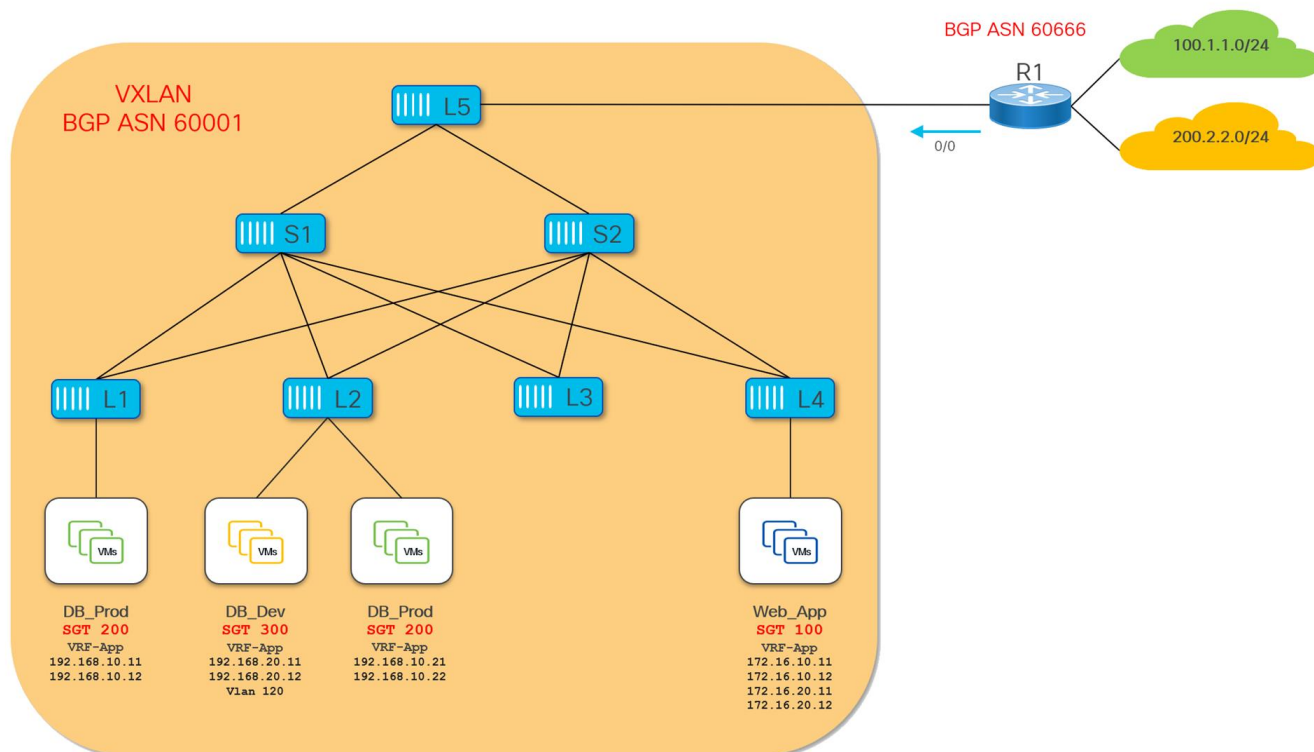 BGP ASN 60666
100.1.1.0/24
R1
VXLAN
BGP ASN 60001
L5
0/0
200.2.2.0/24
S1
S2
L1
L2
L3
L4
VMs
VMs
VMs
VMs
DB_Prod
SGT 200
VRF-App
192.168.10.11
192.168.10.12
DB_Dev
SGT 300
VRF-App
192.168.20.11
192.168.20.12
Vlan 120
DB_Prod
SGT 200
VRF-App
192.168.10.21
192.168.10.22
Web_App
SGT 100
VRF-App
172.16.10.11
172.16.10.12
172.16.20.11
172.16.20.12